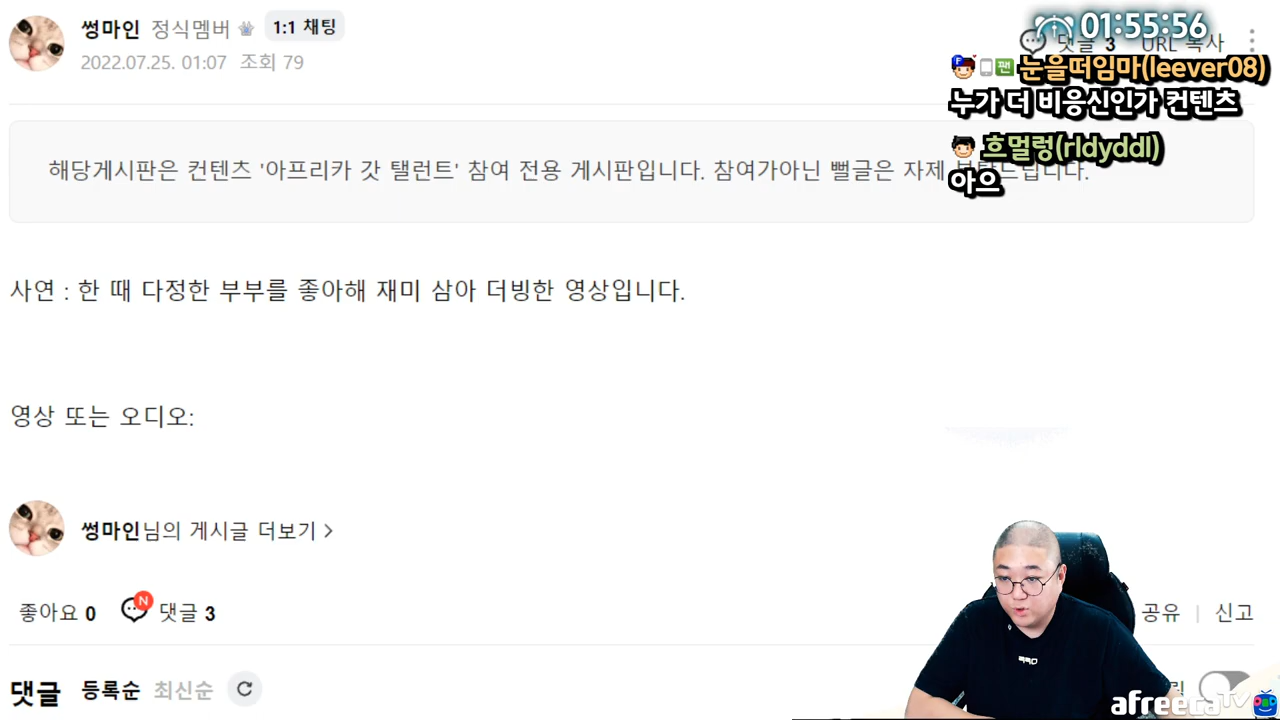 썽마인 정식멤버 1:1 채팅
2022.07.25. 01:07 조회 79
01:55:56
댓글 3 URL 복사
눈을떠임마(leever08)
누가 더 비응신인가 컨텐츠
흐멀렁(rldyddl)
아으
해당게시판은 컨텐츠 '아프리카 갓 탤런트' 참여 전용 게시판입니다. 참여가아닌 뻘글은 자제 부탁드립니다.
사연 : 한 때 다정한 부부를 좋아해 재미 삼아 더빙한 영상입니다.
영상 또는 오디오:
썽마인님의 게시글 더보기 >
좋아요 0 N 댓글 3
공유 | 신고
댓글 등록순 최신순
afreecaTV